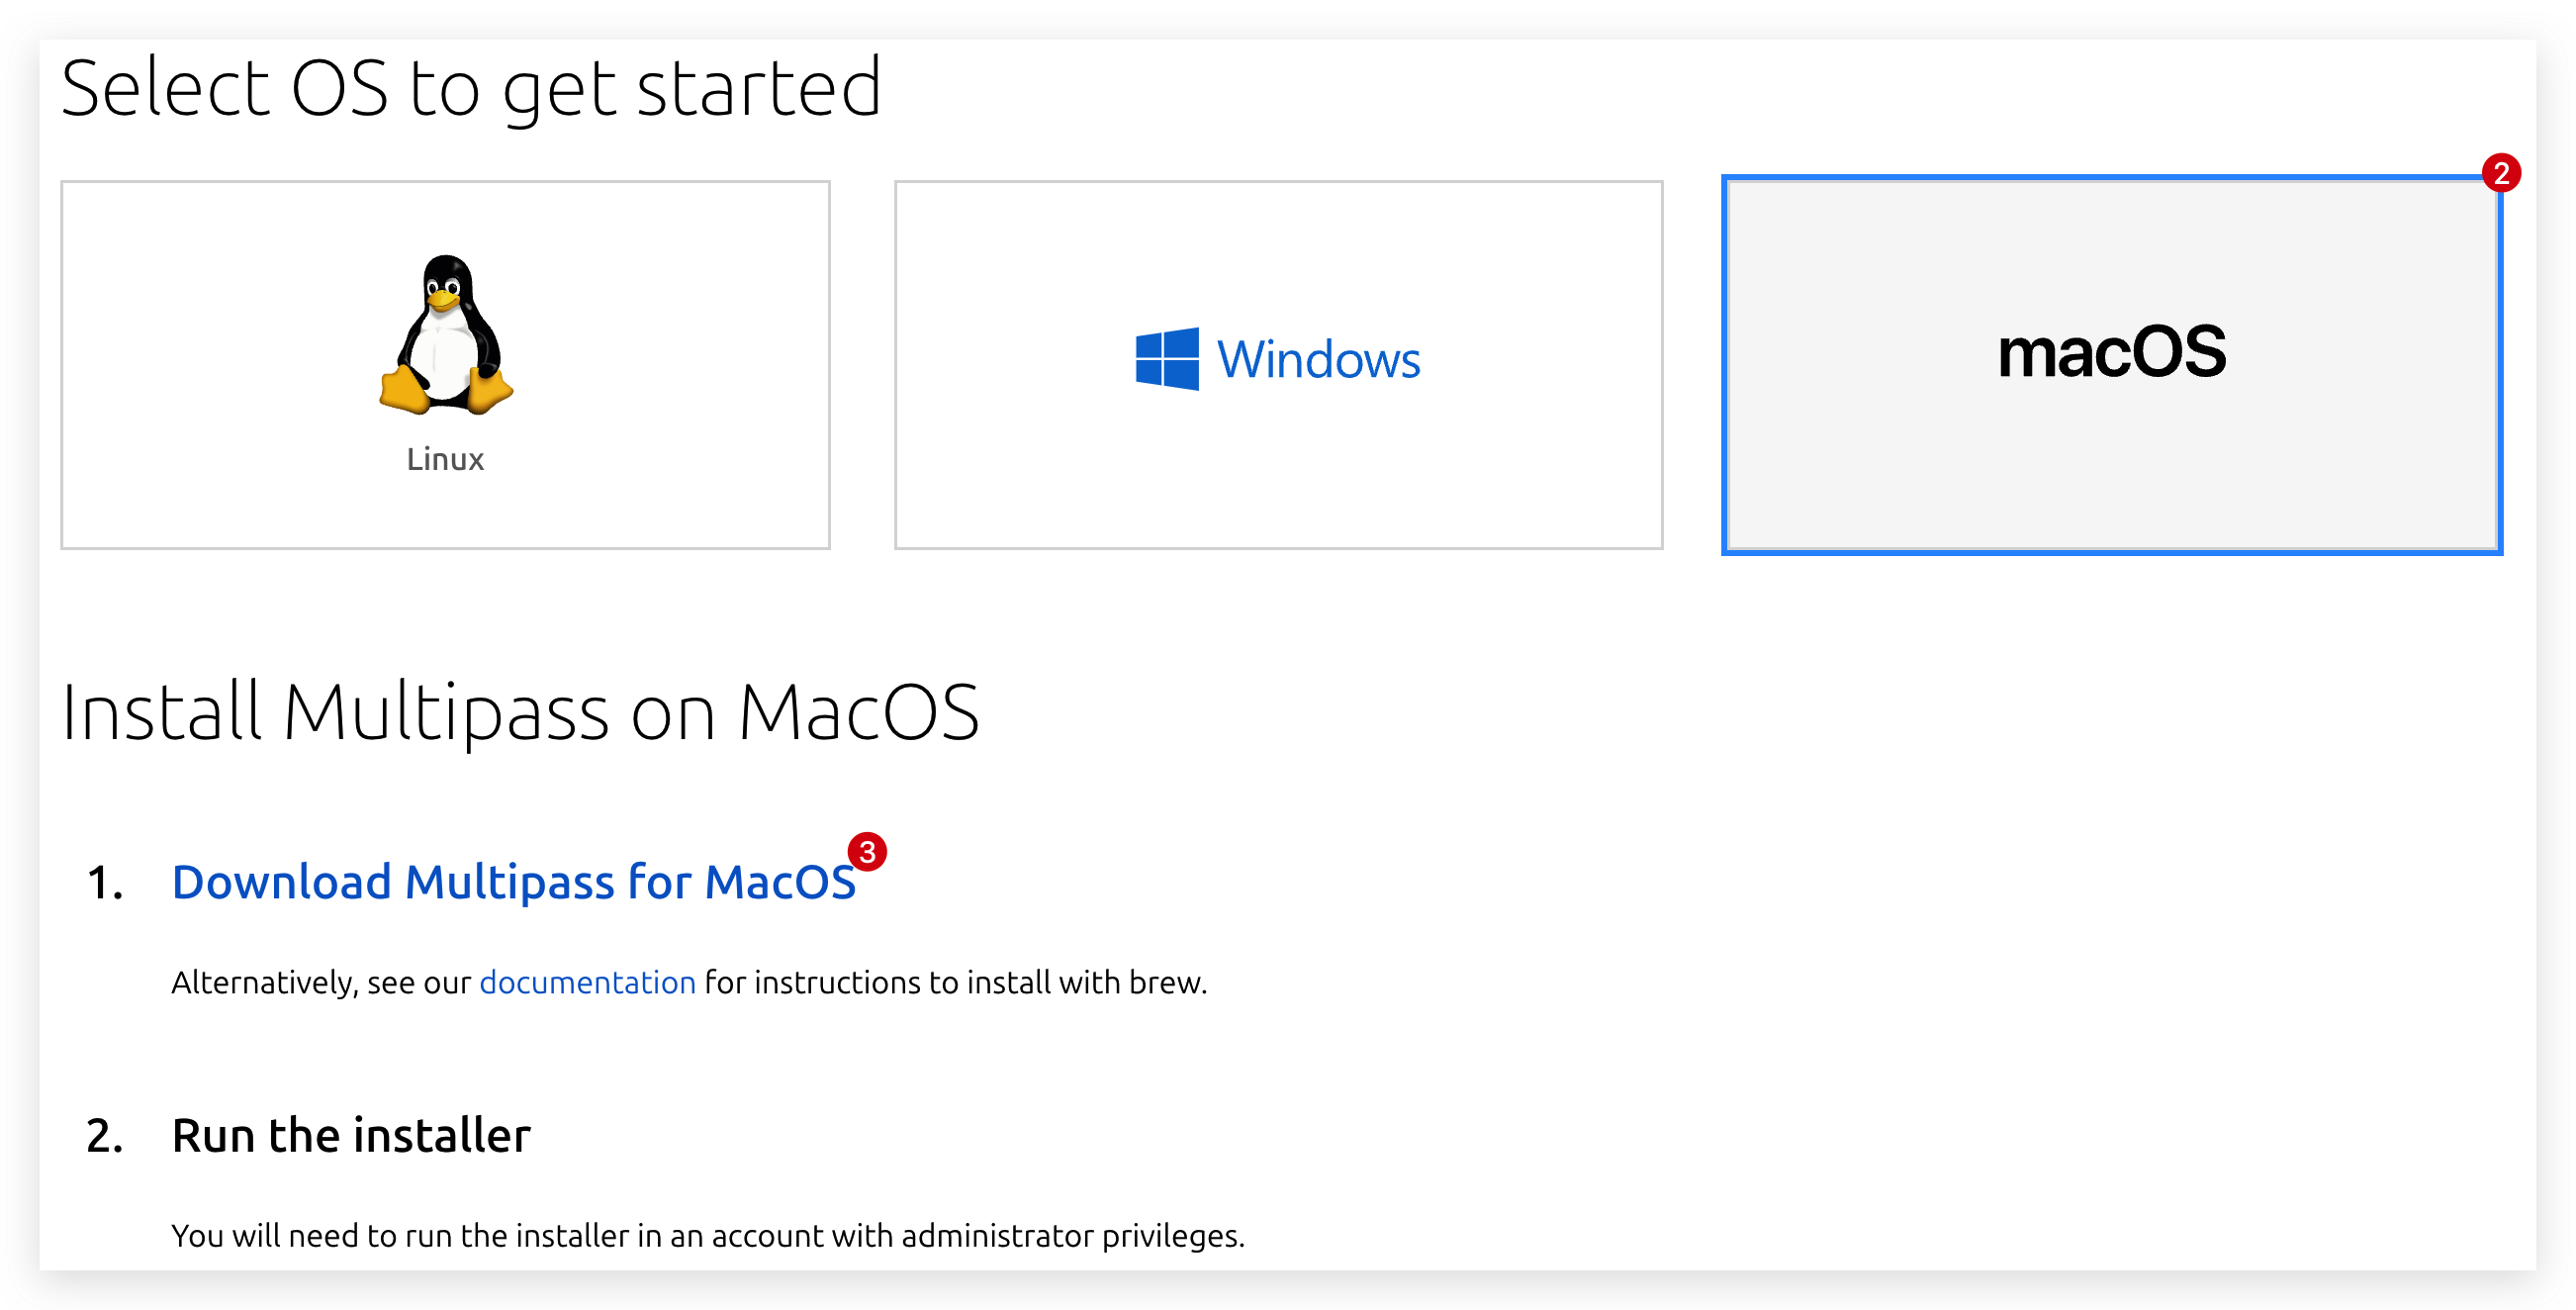 Select OS to get started
2
Linux
Windows
macOS
Install Multipass on MacOS
3
1. Download Multipass for MacOS
Alternatively, see our documentation for instructions to install with brew.
2. Run the installer
You will need to run the installer in an account with administrator privileges.